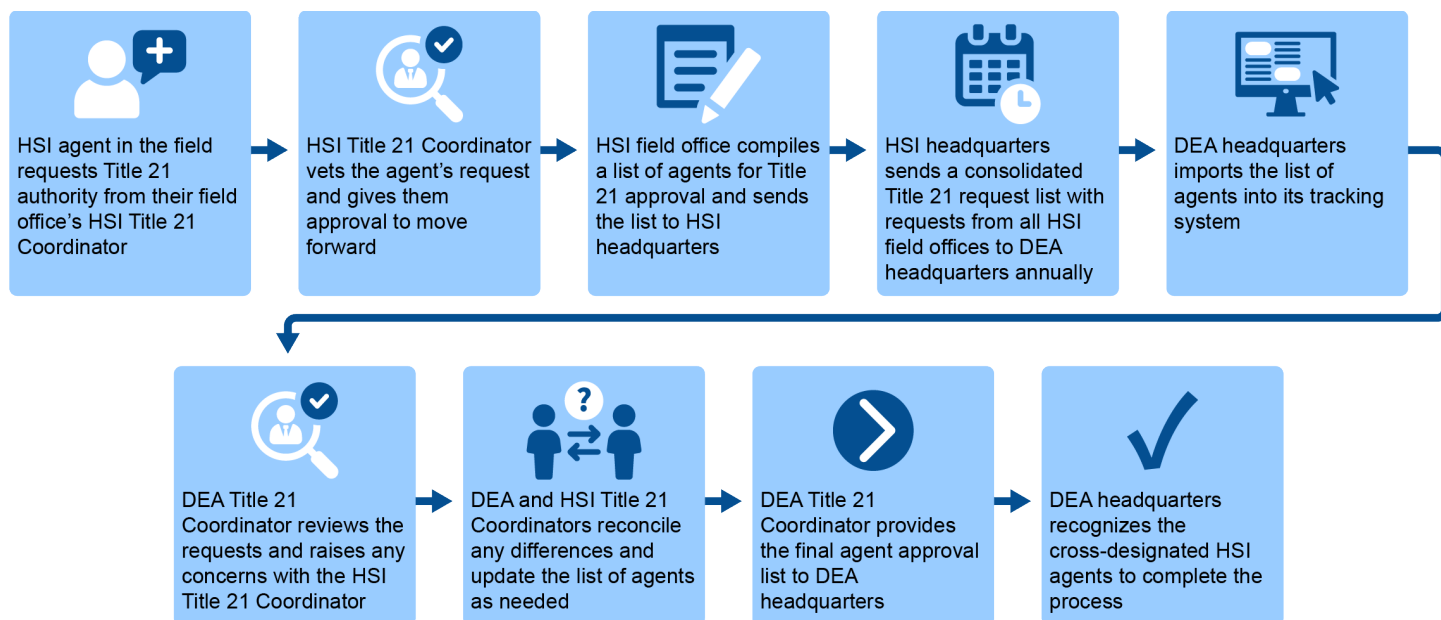 HSI agent in the field
requests Title 21
authority from their field
office's HSI Title 21
Coordinator
HSI Title 21 Coordinator
vets the agent's request
and gives them
approval to move
forward
HSI field office compiles
a list of agents for Title
21 approval and sends
the list to HSI
headquarters
HSI headquarters
sends a consolidated
Title 21 request list with
requests from all HSI
field offices to DEA
headquarters annually
DEA headquarters
imports the list of
agents into its tracking
system
DEA Title 21
Coordinator reviews the
requests and raises any
concerns with the HSI
Title 21 Coordinator
?
DEA and HSI Title 21
Coordinators reconcile
any differences and
update the list of agents
as needed
DEA Title 21
Coordinator provides
the final agent approval
list to DEA
headquarters
DEA headquarters
recognizes the
cross-designated HSI
agents to complete the
process